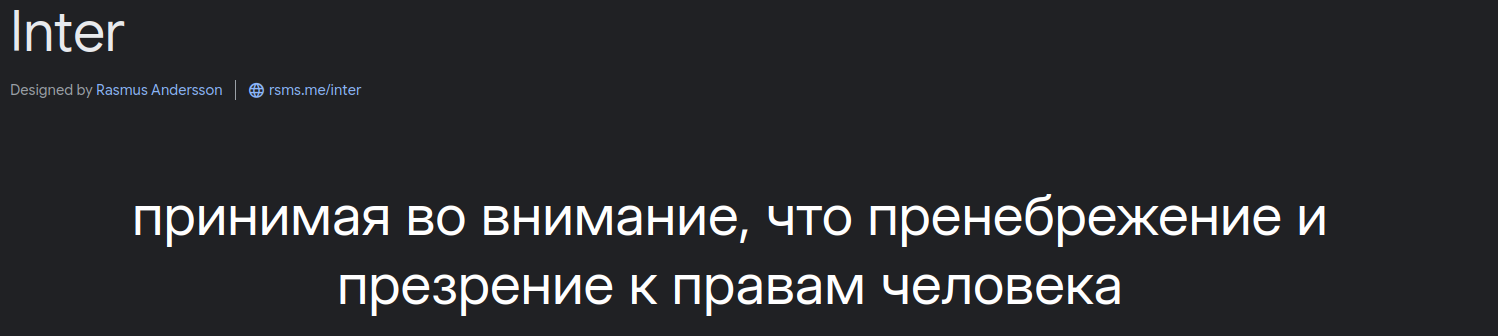 Inter
Designed by Rasmus Andersson | rsms.me/inter
принимая во внимание, что пренебрежение и
презрение к правам человека